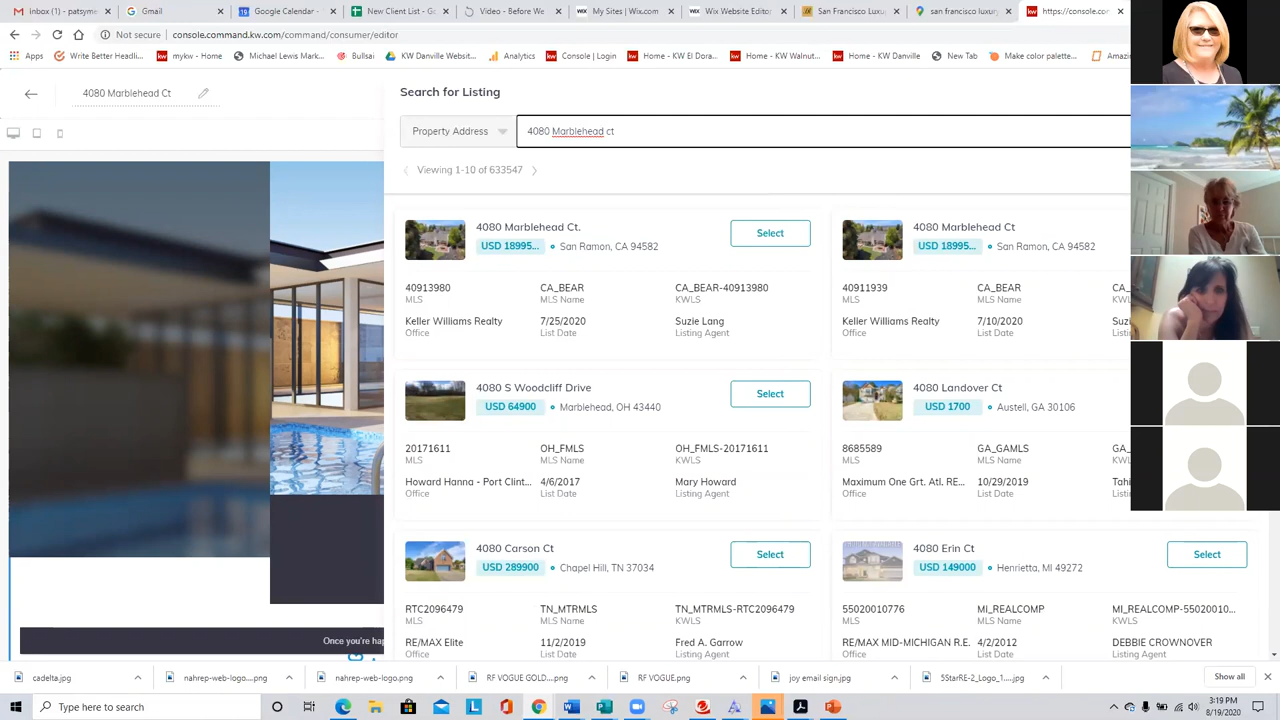 Inbox - patsyme
Gmail
Google Calendar -
New Client List - G
Video - Before We
My Sites | Wix.com
Wix Website Editor
San Francisco Luxu
san francisco luxury
https://console.com
Not secure
console.command.kw.com/command/consumer/editor
Apps
Write Better Headli...
mykw - Home
Michael Lewis Mark...
Bullsai
KW Danville Websit...
Analytics
Console | Login
Home - KW El Dora...
Home - KW Walnut...
Home - KW Danville
New Tab
Make color palette...
Amazin
4080 Marblehead Ct
Search for Listing
Property Address
4080 Marblehead ct
Viewing 1-10 of 633547
4080 Marblehead Ct.
Select
USD 18995...
San Ramon, CA 94582
40913980
CA_BEAR
CA_BEAR-40913980
MLS
MLS Name
KWLS
Keller Williams Realty
7/25/2020
Suzie Lang
Office
List Date
Listing Agent
4080 Marblehead Ct
USD 18995...
San Ramon, CA 94582
40911939
CA_BEAR
CA_
MLS
MLS Name
KWLS
Keller Williams Realty
7/10/2020
Suzi
Office
List Date
Listin
4080 S Woodcliff Drive
Select
USD 64900
Marblehead, OH 43440
20171611
OH_FMLS
OH_FMLS-20171611
MLS
MLS Name
KWLS
Howard Hanna - Port Clint...
4/6/2017
Mary Howard
Office
List Date
Listing Agent
4080 Landover Ct
USD 1700
Austell, GA 30106
8685589
GA_GAMLS
GA_
MLS
MLS Name
KWLS
Maximum One Grt. Atl. RE...
10/29/2019
Tahi
Office
List Date
Listin
4080 Carson Ct
Select
USD 289900
Chapel Hill, TN 37034
RTC2096479
TN_MTRMLS
TN_MTRMLS-RTC2096479
MLS
MLS Name
KWLS
RE/MAX Elite
11/2/2019
Fred A. Garrow
Office
List Date
Listing Agent
4080 Erin Ct
Select
USD 149000
Henrietta, MI 49272
55020010776
MI_REALCOMP
MI_REALCOMP-55020010...
MLS
MLS Name
KWLS
RE/MAX MID-MICHIGAN R.E.
4/2/2012
DEBBIE CROWNOVER
Office
List Date
Listing Agent
Once you're hap
cadelta.jpg
nahrep-web-logo....png
nahrep-web-logo.png
RF VOGUE GOLD....png
RF VOGUE.png
joy email sign.jpg
5StarRE-2_Logo_1....jpg
Show all
Type here to search
3:19 PM
8/19/2020